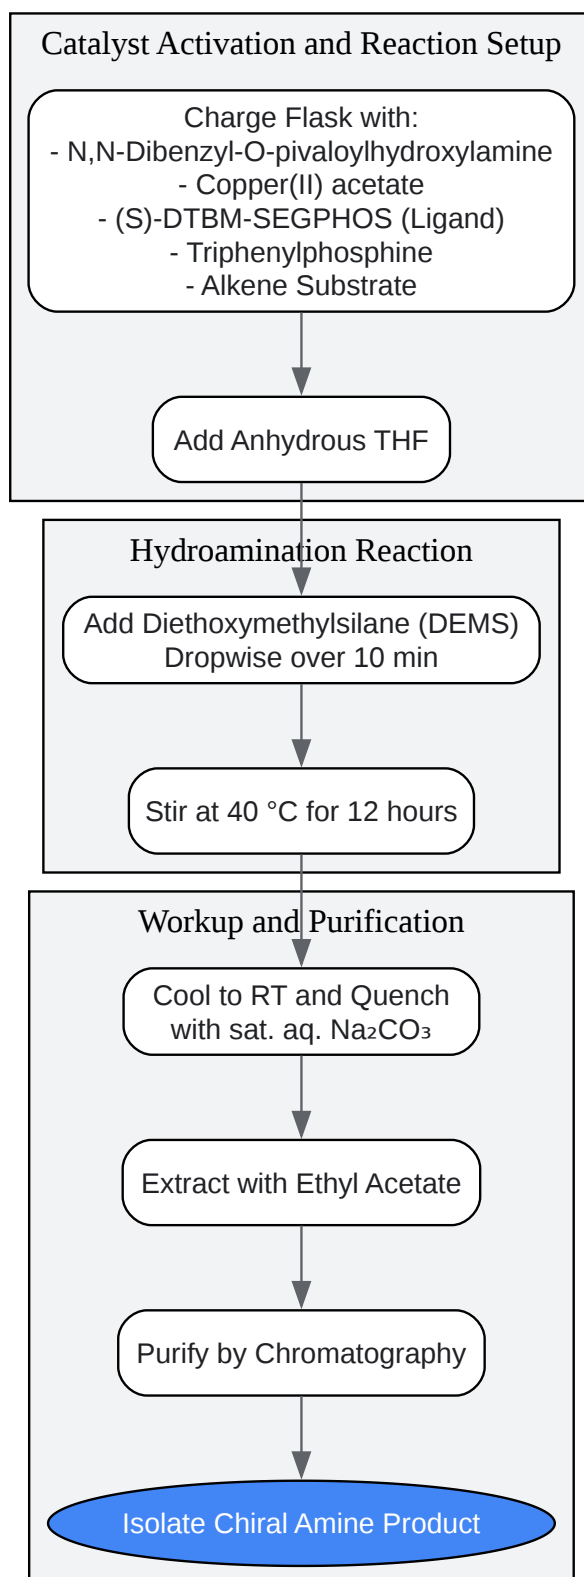 Catalyst Activation and Reaction Setup
Charge Flask with:
- N,N-Dibenzyl-O-pivaloylhydroxylamine
- Copper(II) acetate
- (S)-DTBM-SEGPHOS (Ligand)
- Triphenylphosphine
- Alkene Substrate
Add Anhydrous THF
Hydroamination Reaction
Add Diethoxymethylsilane (DEMS)
Dropwise over 10 min
Stir at 40 °C for 12 hours
Workup and Purification
Cool to RT and Quench
with sat. aq. Na₂CO₃
Extract with Ethyl Acetate
Purify by Chromatography
Isolate Chiral Amine Product